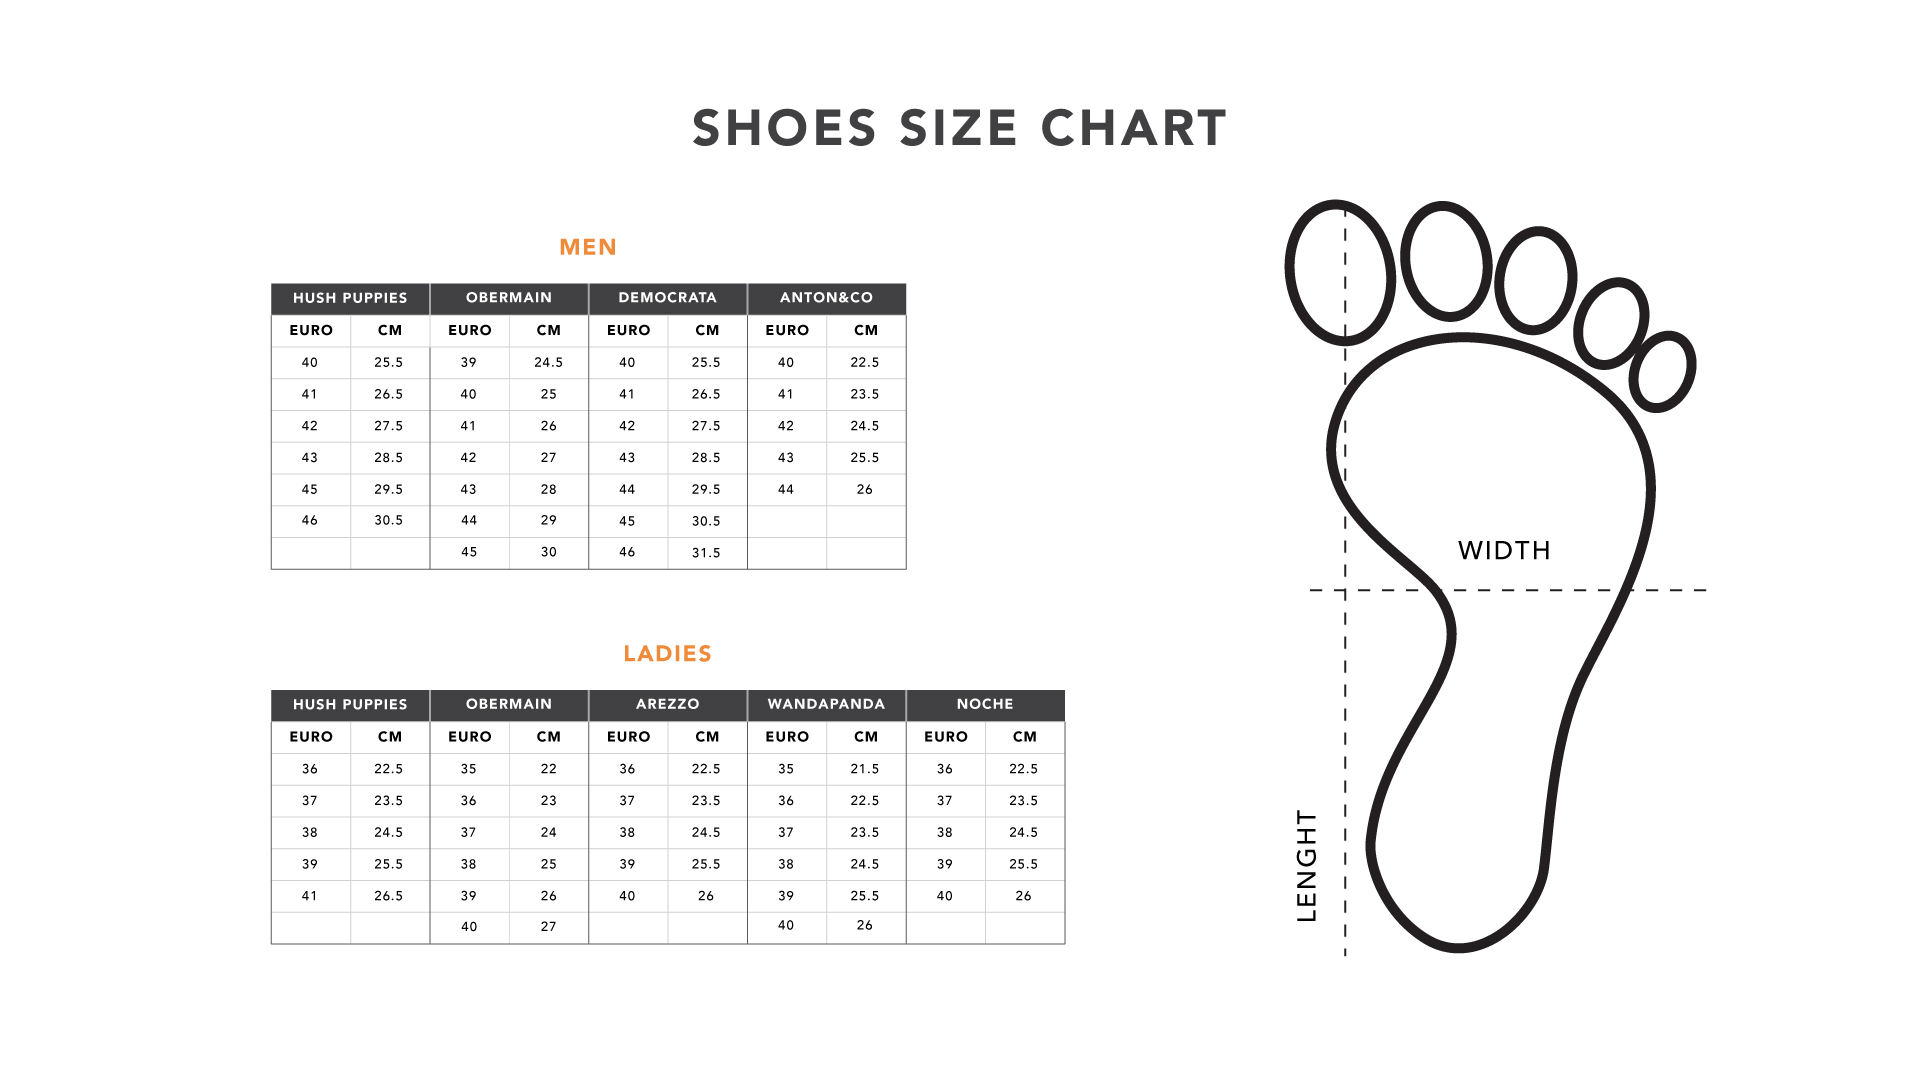 SHOES SIZE CHART
MEN
HUSH PUPPIES OBERMAIN DEMOCRATA ANTON&CO
EURO CM EURO CM EURO CM EURO CM
40 25.5 39 24.5 40 25.5 40 22.5
41 26.5 40 25 41 26.5 41 23.5
42 27.5 41 26 42 27.5 42 24.5
43 28.5 42 27 43 28.5 43 25.5
45 29.5 43 28 44 29.5 44 26
46 30.5 44 29 45 30.5
45 30 46 31.5
LADIES
HUSH PUPPIES OBERMAIN AREZZO WANDAPANDA NOCHE
EURO CM EURO CM EURO CM EURO CM EURO CM
36 22.5 35 22 36 22.5 35 21.5 36 22.5
37 23.5 36 23 37 23.5 36 22.5 37 23.5
38 24.5 37 24 38 24.5 37 23.5 38 24.5
39 25.5 38 25 39 25.5 38 24.5 39 25.5
41 26.5 39 26 40 26 39 25.5 40 26
40 27 40 26
WIDTH
LENGHT